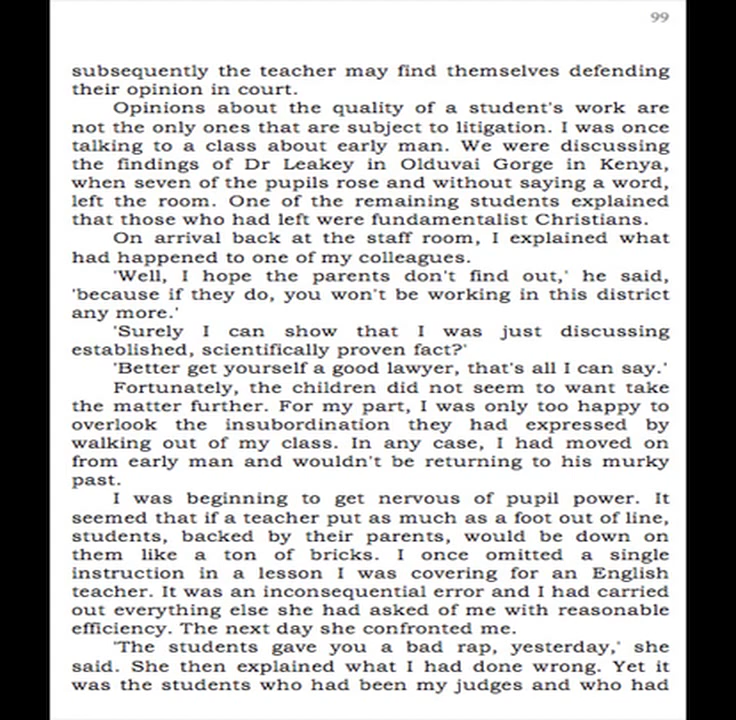 99
subsequently the teacher may find themselves defending
their opinion in court.
Opinions about the quality of a student's work are
not the only ones that are subject to litigation. I was once
talking to a class about early man. We were discussing
the findings of Dr Leakey in Olduvai Gorge in Kenya,
when seven of the pupils rose and without saying a word,
left the room. One of the remaining students explained
that those who had left were fundamentalist Christians.
On arrival back at the staff room, I explained what
had happened to one of my colleagues.
'Well, I hope the parents don't find out,' he said,
'because if they do, you won't be working in this district
any more.'
'Surely I can show that I was just discussing
established, scientifically proven fact?'
'Better get yourself a good lawyer, that's all I can say.'
Fortunately, the children did not seem to want take
the matter further. For my part, I was only too happy to
overlook the insubordination they had expressed by
walking out of my class. In any case, I had moved on
from early man and wouldn't be returning to his murky
past.
I was beginning to get nervous of pupil power. It
seemed that if a teacher put as much as a foot out of line,
students, backed by their parents, would be down on
them like a ton of bricks. I once omitted a single
instruction in a lesson I was covering for an English
teacher. It was an inconsequential error and I had carried
out everything else she had asked of me with reasonable
efficiency. The next day she confronted me.
'The students gave you a bad rap, yesterday,' she
said. She then explained what I had done wrong. Yet it
was the students who had been my judges and who had